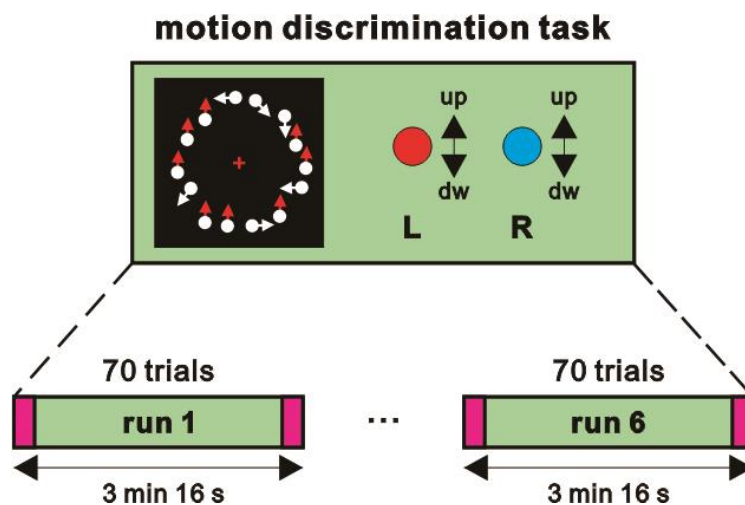 motion discrimination task
up up
dw dw
L R
70 trials 70 trials
run 1 ... run 6
3 min 16 s 3 min 16 s